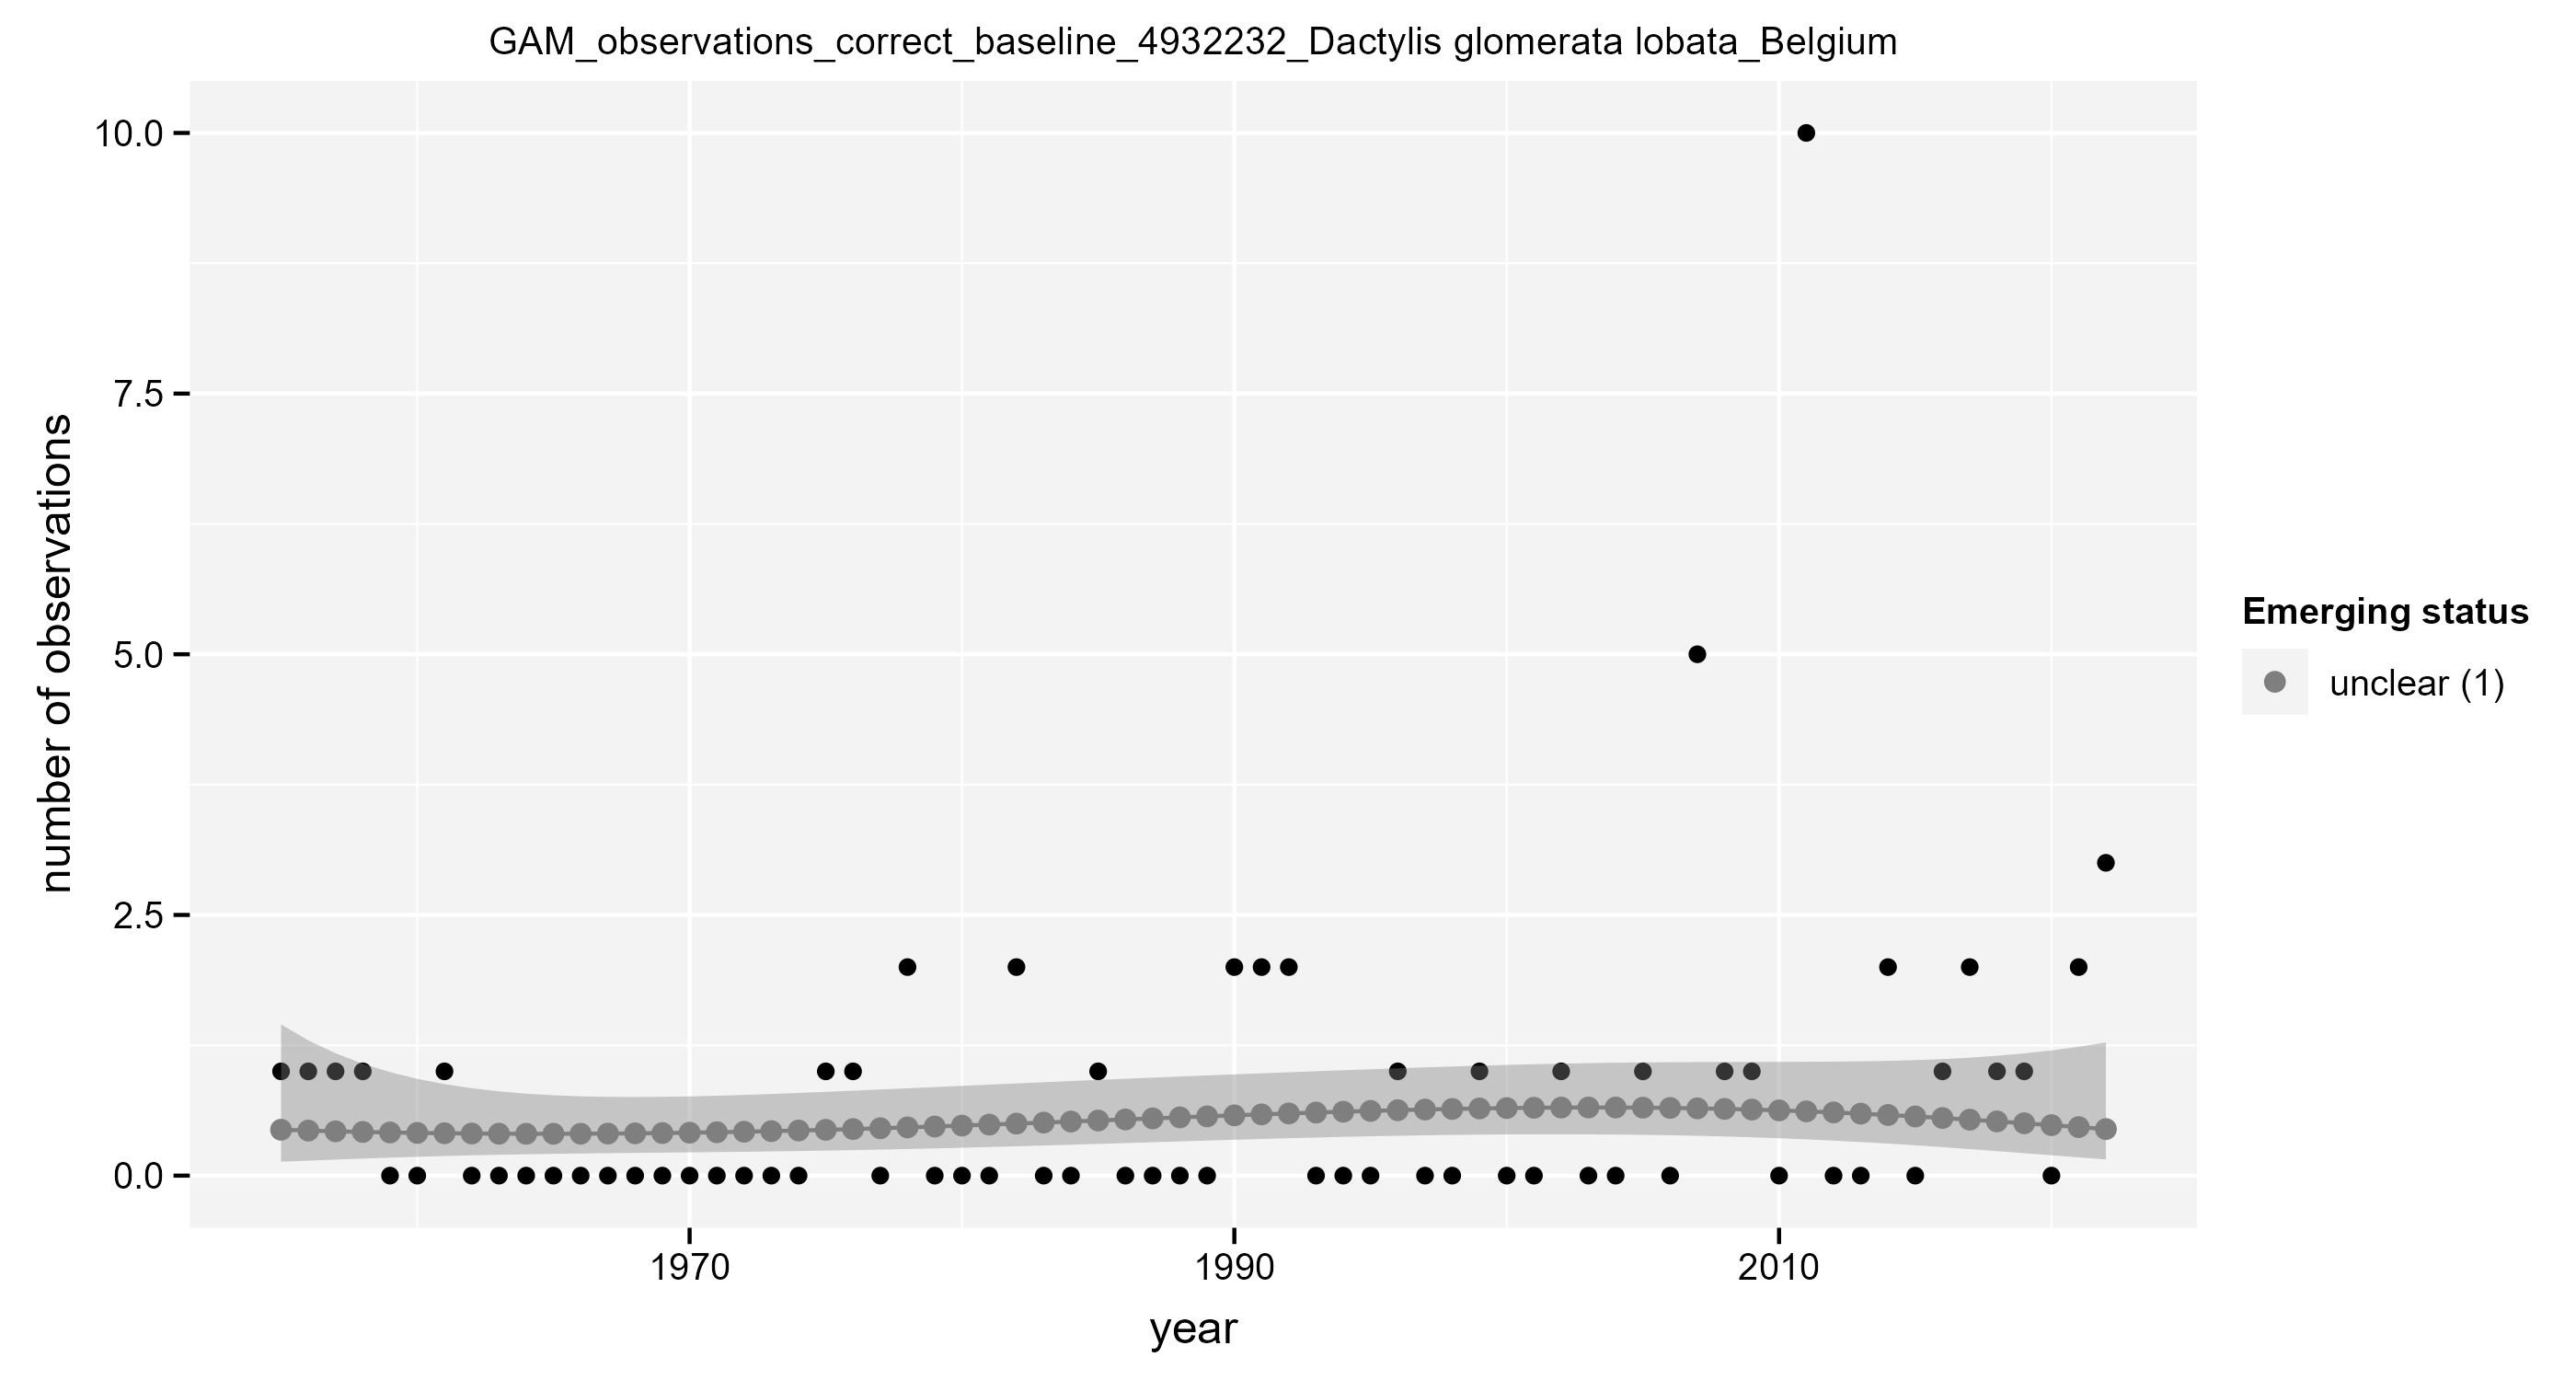 GAM_observations_correct_baseline_4932232_Dactylis glomerata lobata_Belgium
10.0
7.5
5.0
2.5
0.0
number of observations
1970
1990
2010
year
Emerging status
unclear (1)